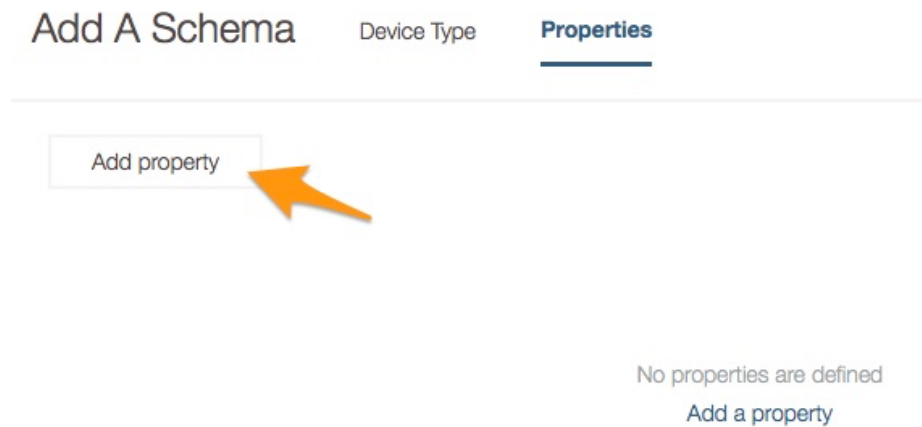 Add A Schema Device Type Properties
Add property
No properties are defined
Add a property